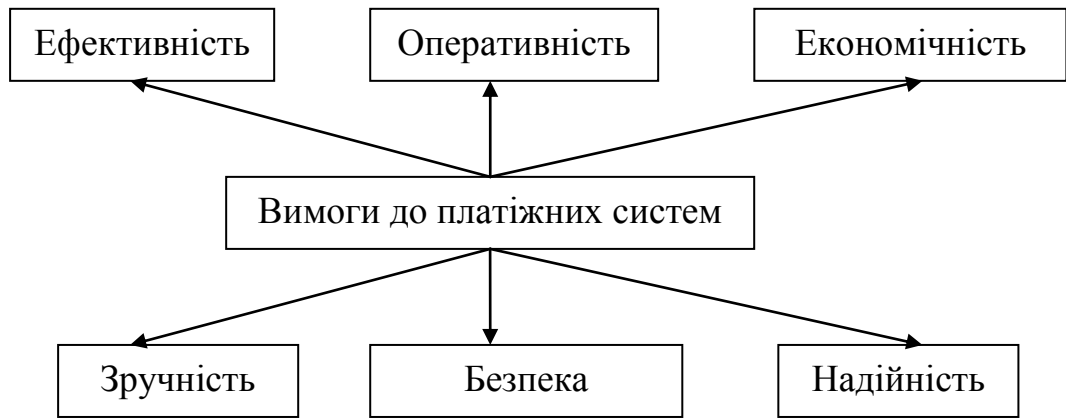 Ефективність
Оперативність
Економічність
Вимоги до платіжних систем
Зручність
Безпека
Надійність